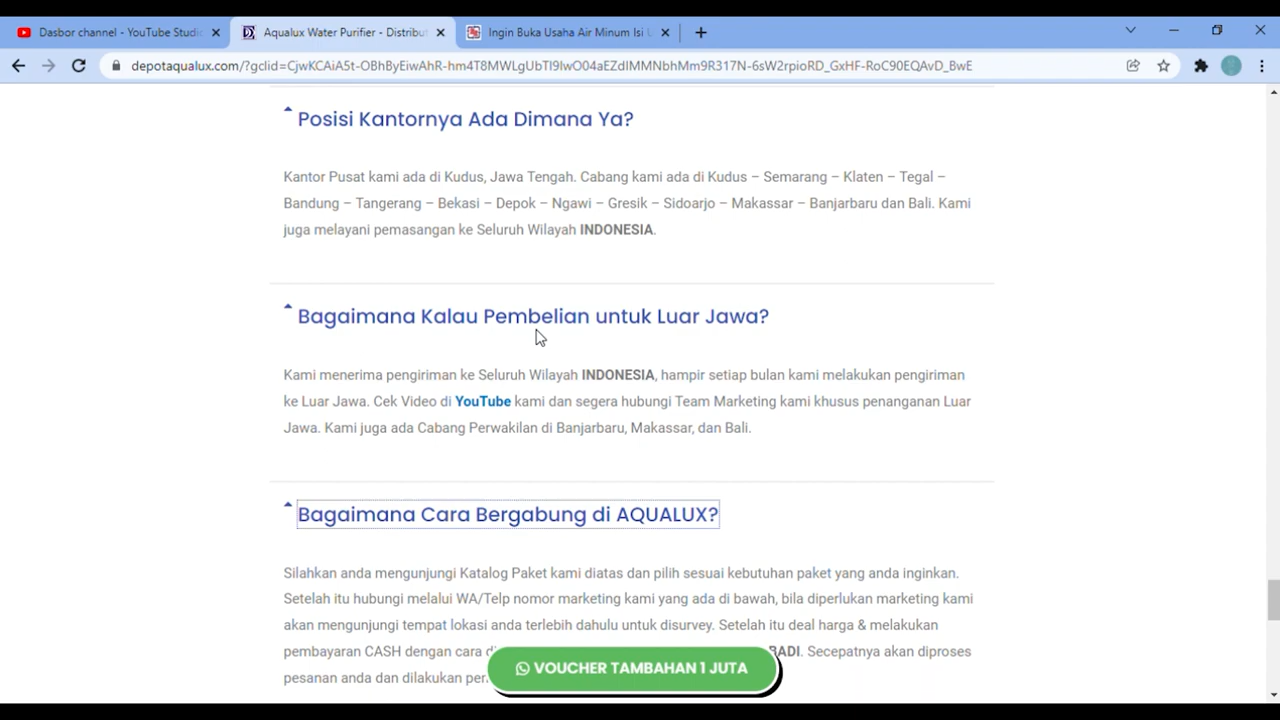 Dasbor channel - YouTube Studio
Aqualux Water Purifier - Distribut
Ingin Buka Usaha Air Minum Isi U
depotaqualux.com/?gclid=CjwKCAiA5t-OBhByEiwAhR-hm4T8MWLgUbTI9IwO04aEZdIMMNbhMm9R317N-6sW2rpioRD_GxHF-RoC90EQAvD_BwE
Posisi Kantornya Ada Dimana Ya?
Kantor Pusat kami ada di Kudus, Jawa Tengah. Cabang kami ada di Kudus – Semarang – Klaten – Tegal –
Bandung – Tangerang – Bekasi – Depok – Ngawi – Gresik – Sidoarjo – Makassar – Banjarbaru dan Bali. Kami
juga melayani pemasangan ke Seluruh Wilayah INDONESIA.
Bagaimana Kalau Pembelian untuk Luar Jawa?
Kami menerima pengiriman ke Seluruh Wilayah INDONESIA, hampir setiap bulan kami melakukan pengiriman
ke Luar Jawa. Cek Video di YouTube kami dan segera hubungi Team Marketing kami khusus penanganan Luar
Jawa. Kami juga ada Cabang Perwakilan di Banjarbaru, Makassar, dan Bali.
Bagaimana Cara Bergabung di AQUALUX?
Silahkan anda mengunjungi Katalog Paket kami diatas dan pilih sesuai kebutuhan paket yang anda inginkan.
Setelah itu hubungi melalui WA/Telp nomor marketing kami yang ada di bawah, bila diperlukan marketing kami
akan mengunjungi tempat lokasi anda terlebih dahulu untuk disurvey. Setelah itu deal harga & melakukan
pembayaran CASH dengan cara d BADI. Secepatnya akan diproses
pesanan anda dan dilakukan per
VOUCHER TAMBAHAN 1 JUTA